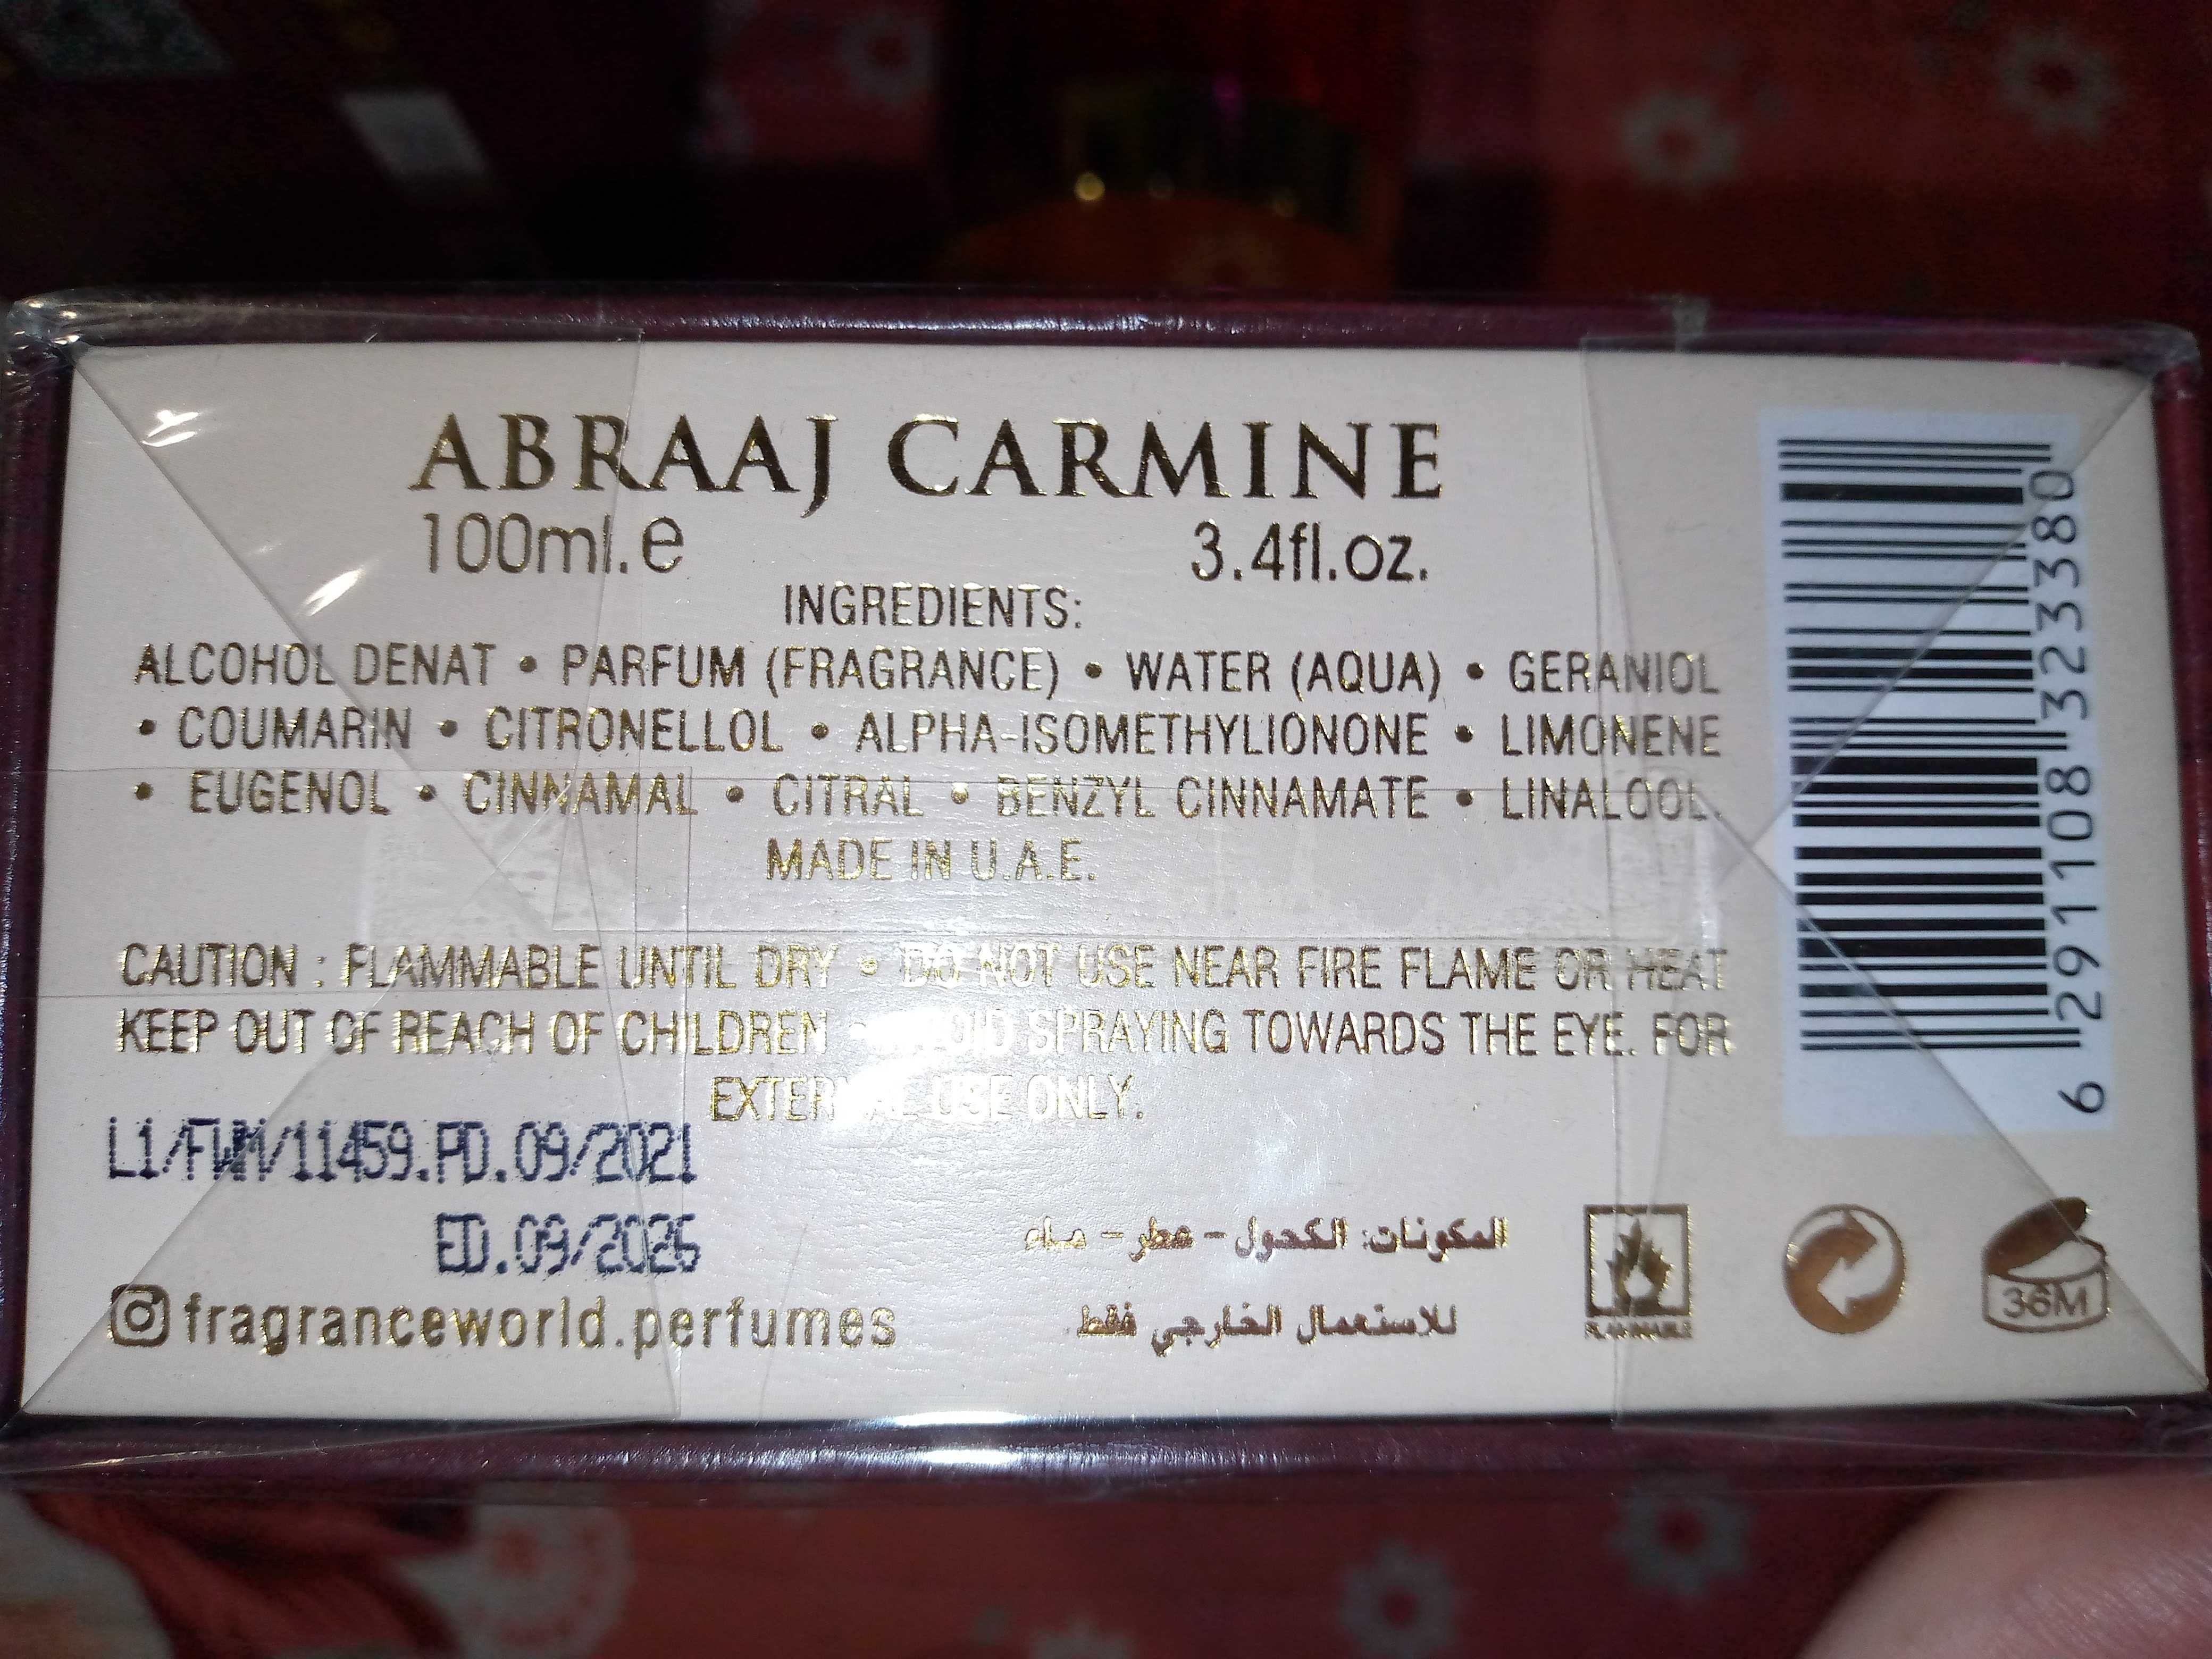 ABRAAJ CARMINE
100ml.e 3.4fl.oz.
INGREDIENTS:
ALCOHOL DENAT • PARFUM (FRAGRANCE) • WATER (AQUA) • GERANIOL
• COUMARIN • CITRONELLOL • ALPHA-ISOMETHYLIONONE • LIMONENE
• EUGENOL • CINNAMAL • CITRAL • BENZYL CINNAMATE • LINALOOL.
MADE IN U.A.E.
CAUTION : FLAMMABLE UNTIL DRY • DO NOT USE NEAR FIRE FLAME OR HEAT
KEEP OUT OF REACH OF CHILDREN • AVOID SPRAYING TOWARDS THE EYE. FOR
EXTERNAL USE ONLY.
L1/FWM/11459.PD.09/2021
ED.09/2026
fragranceworld.perfumes
المكونات: الكحول - عطر - ماء
للاستعمال الخارجي فقط
FLAMMABLE
36M
6 291108 323380